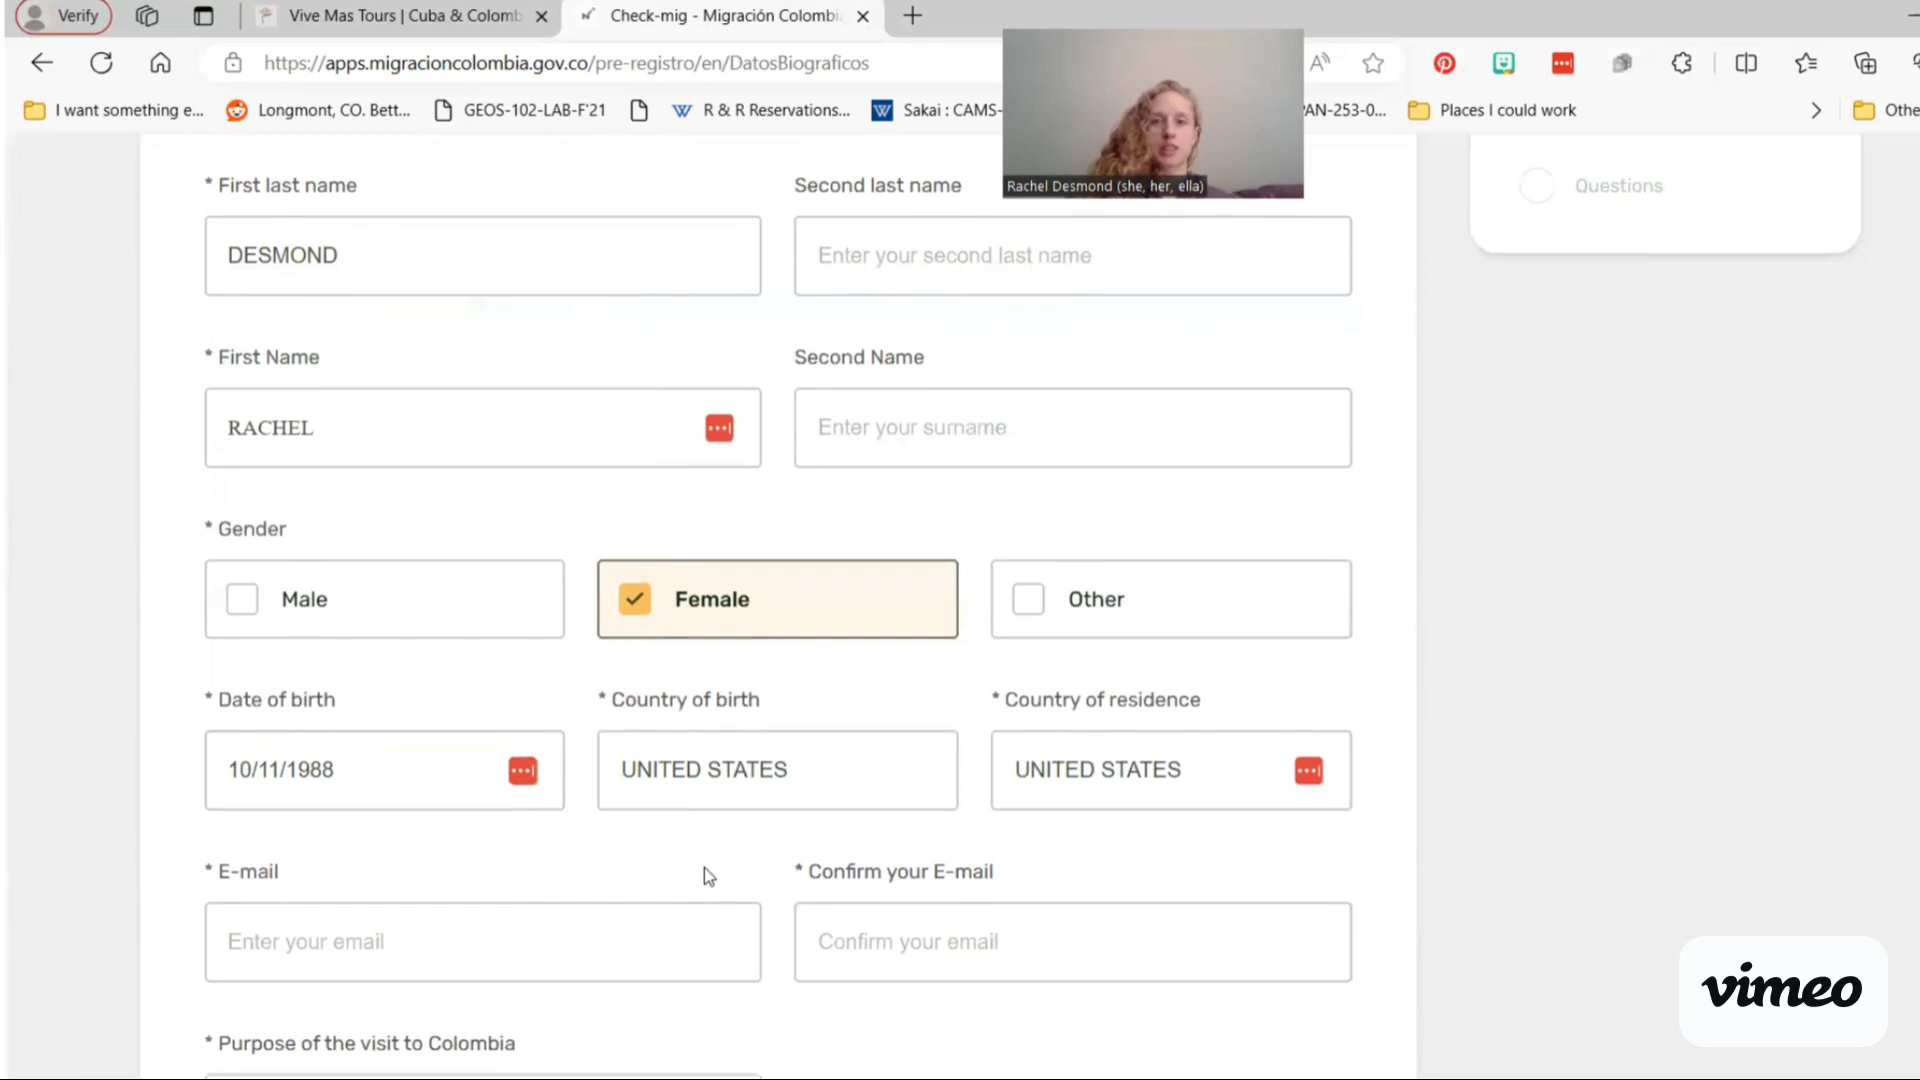 Verify
Vive Mas Tours | Cuba & Colomb
Check-mig - Migración Colombi
https://apps.migracioncolombia.gov.co/pre-registro/en/DatosBiograficos
I want something e...
Longmont, CO. Bett...
GEOS-102-LAB-F'21
R & R Reservations...
Sakai : CAMS-
PAN-253-0...
Places I could work
Othe
Rachel Desmond (she, her, ella)
Questions
* First last name
Second last name
DESMOND
Enter your second last name
* First Name
Second Name
RACHEL
Enter your surname
* Gender
Male
Female
Other
* Date of birth
* Country of birth
* Country of residence
10/11/1988
UNITED STATES
UNITED STATES
* E-mail
* Confirm your E-mail
Enter your email
Confirm your email
* Purpose of the visit to Colombia
vimeo